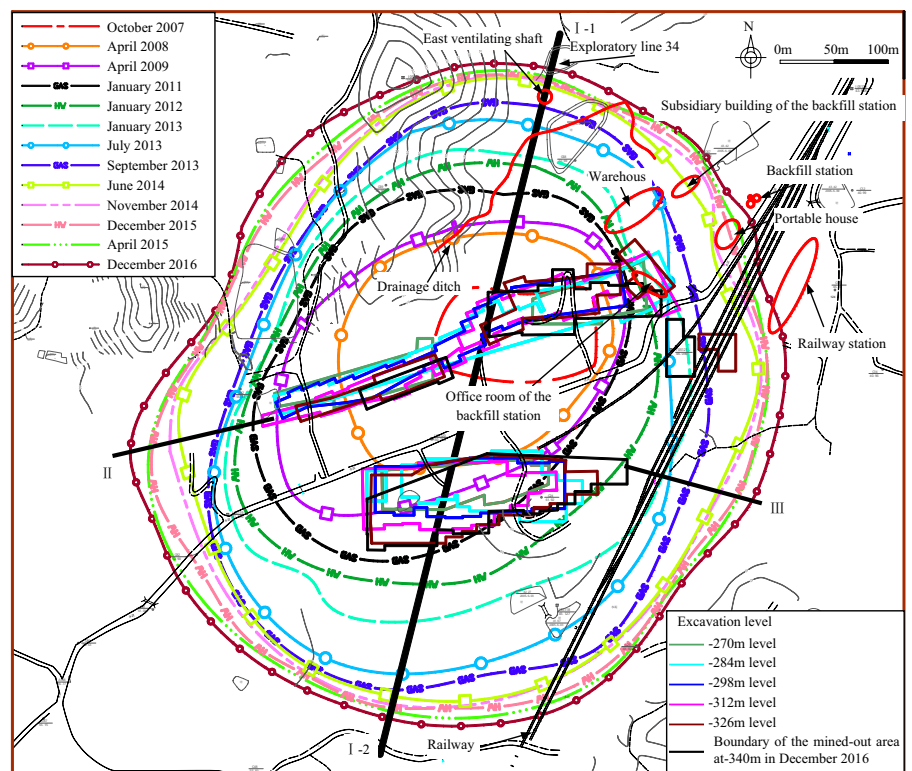 October 2007
April 2008
April 2009
January 2011
January 2012
January 2013
July 2013
September 2013
June 2014
November 2014
December 2015
April 2015
December 2016
I -1
East ventilating shaft
Exploratory line 34
N
0m 50m 100m
Subsidiary building of the backfill station
Warehous
Backfill station
Portable house
Drainage ditch
Railway station
Office room of the
backfill station
II
III
I -2
Railway
Excavation level
-270m level
-284m level
-298m level
-312m level
-326m level
Boundary of the mined-out area
at-340m in December 2016